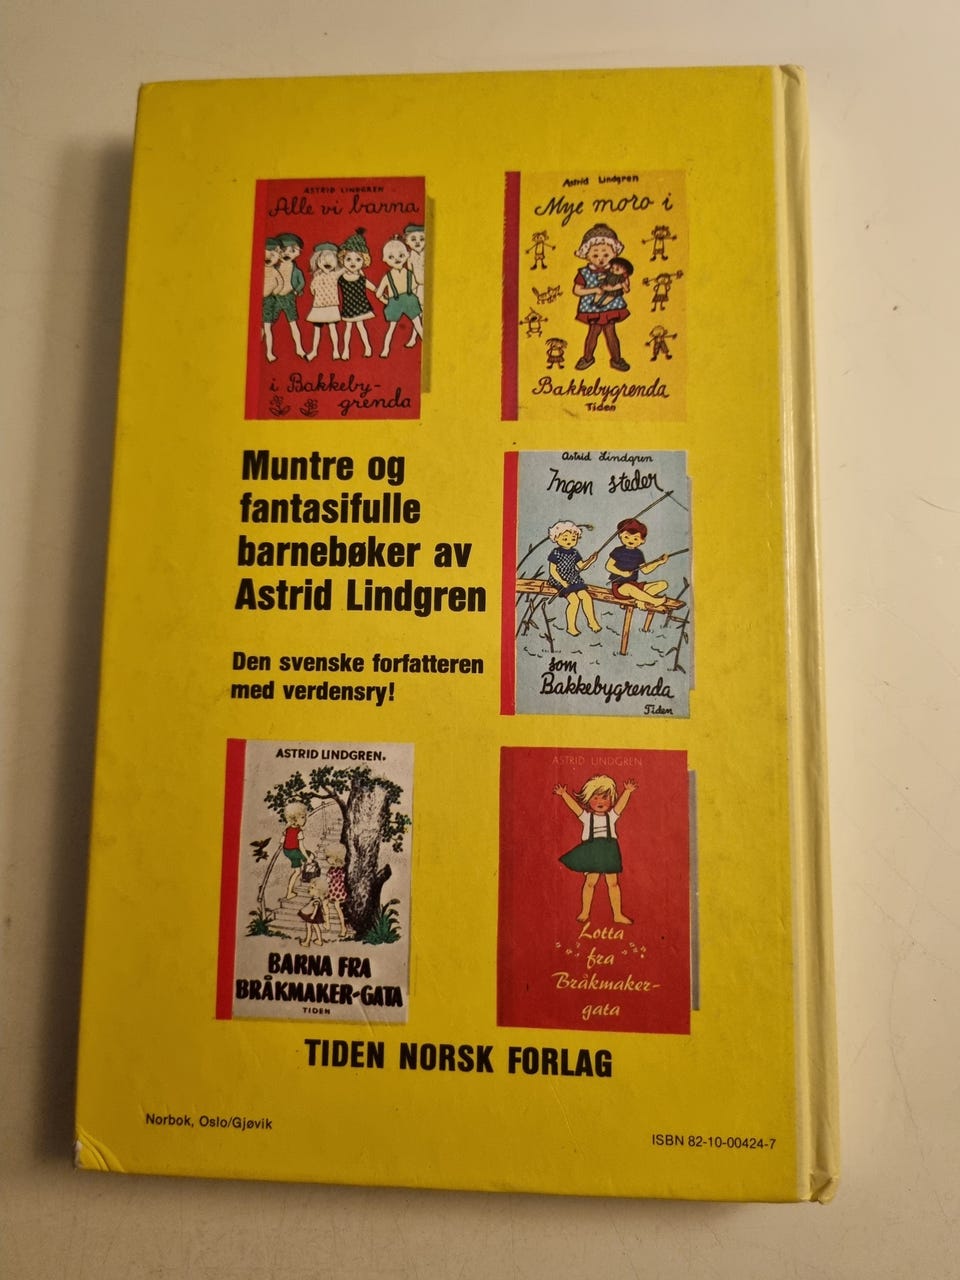 ASTRID LINDGREN
Alle vi barna
i Bakkeby-
grenda
Astrid Lindgren
Mye moro i
Bakkebygrenda
Tiden
Muntre og
fantasifulle
barnebøker av
Astrid Lindgren
Den svenske forfatteren
med verdensry!
Astrid Lindgren
Ingen steder
som
Bakkebygrenda
Tiden
ASTRID LINDGREN.
BARNA FRA
BRÅKMAKER-GATA
TIDEN
ASTRID LINDGREN
Lotta
fra
Bråkmaker-
gata
TIDEN NORSK FORLAG
Norbok, Oslo/Gjøvik
ISBN 82-10-00424-7